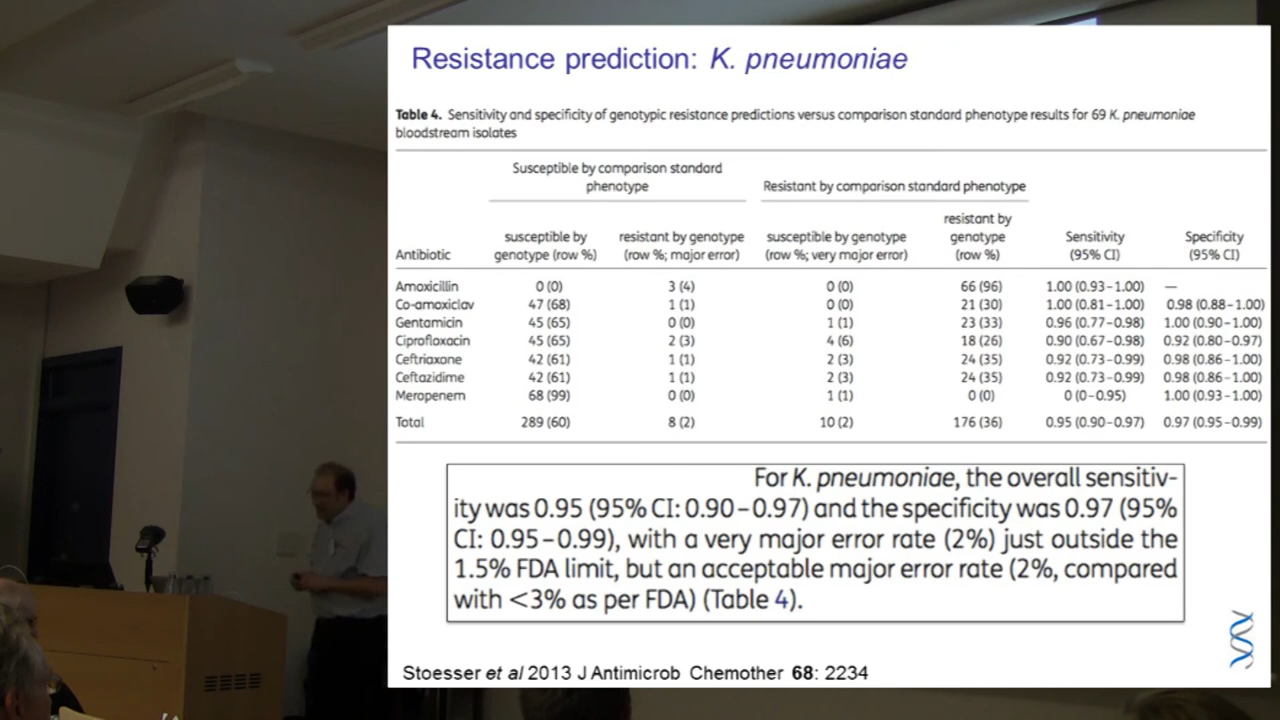 Resistance prediction: K. pneumoniae
Table 4. Sensitivity and specificity of genotypic resistance predictions versus comparison standard phenotype results for 69 K. pneumoniae
bloodstream isolates
Susceptible by comparison standard
phenotype
Resistant by comparison standard phenotype
Antibiotic
susceptible by
genotype (row %)
resistant by genotype
(row %; major error)
susceptible by genotype
(row %; very major error)
resistant by
genotype
(row %)
Sensitivity
(95% CI)
Specificity
(95% CI)
Amoxicillin 0 (0) 3 (4) 0 (0) 66 (96) 1.00 (0.93–1.00) —
Co-amoxiclav 47 (68) 1 (1) 0 (0) 21 (30) 1.00 (0.81–1.00) 0.98 (0.88–1.00)
Gentamicin 45 (65) 0 (0) 1 (1) 23 (33) 0.96 (0.77–0.98) 1.00 (0.90–1.00)
Ciprofloxacin 45 (65) 2 (3) 4 (6) 18 (26) 0.90 (0.67–0.98) 0.92 (0.80–0.97)
Ceftriaxone 42 (61) 1 (1) 2 (3) 24 (35) 0.92 (0.73–0.99) 0.98 (0.86–1.00)
Ceftazidime 42 (61) 1 (1) 2 (3) 24 (35) 0.92 (0.73–0.99) 0.98 (0.86–1.00)
Meropenem 68 (99) 0 (0) 1 (1) 0 (0) 0 (0–0.95) 1.00 (0.93–1.00)
Total 289 (60) 8 (2) 10 (2) 176 (36) 0.95 (0.90–0.97) 0.97 (0.95–0.99)
For K. pneumoniae, the overall sensitiv-
ity was 0.95 (95% CI: 0.90–0.97) and the specificity was 0.97 (95%
CI: 0.95–0.99), with a very major error rate (2%) just outside the
1.5% FDA limit, but an acceptable major error rate (2%, compared
with <3% as per FDA) (Table 4).
Stoesser et al 2013 J Antimicrob Chemother 68: 2234